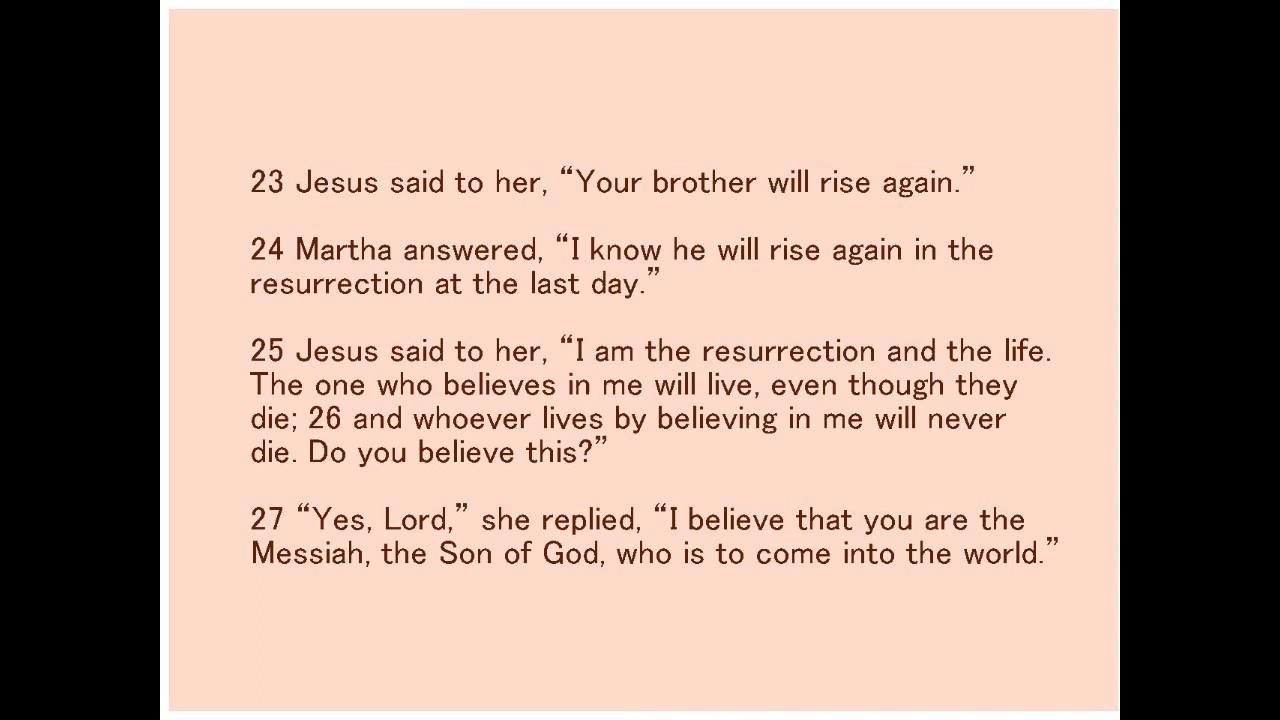 23 Jesus said to her, “Your brother will rise again.”
24 Martha answered, “I know he will rise again in the
resurrection at the last day.”
25 Jesus said to her, “I am the resurrection and the life.
The one who believes in me will live, even though they
die; 26 and whoever lives by believing in me will never
die. Do you believe this?”
27 “Yes, Lord,” she replied, “I believe that you are the
Messiah, the Son of God, who is to come into the world.”